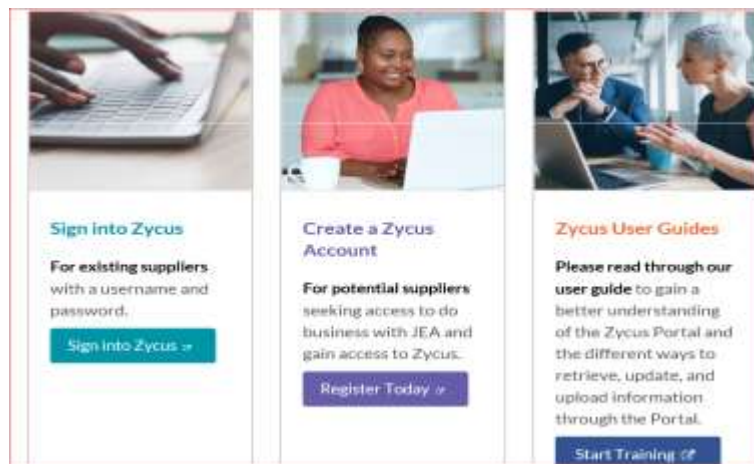 Sign into Zycus
For existing suppliers
with a username and
password.
Sign into Zycus
Create a Zycus
Account
For potential suppliers
seeking access to do
business with JEA and
gain access to Zycus.
Register Today
Zycus User Guides
Please read through our
user guide to gain a
better understanding
of the Zycus Portal and
the different ways to
retrieve, update, and
upload information
through the Portal.
Start Training